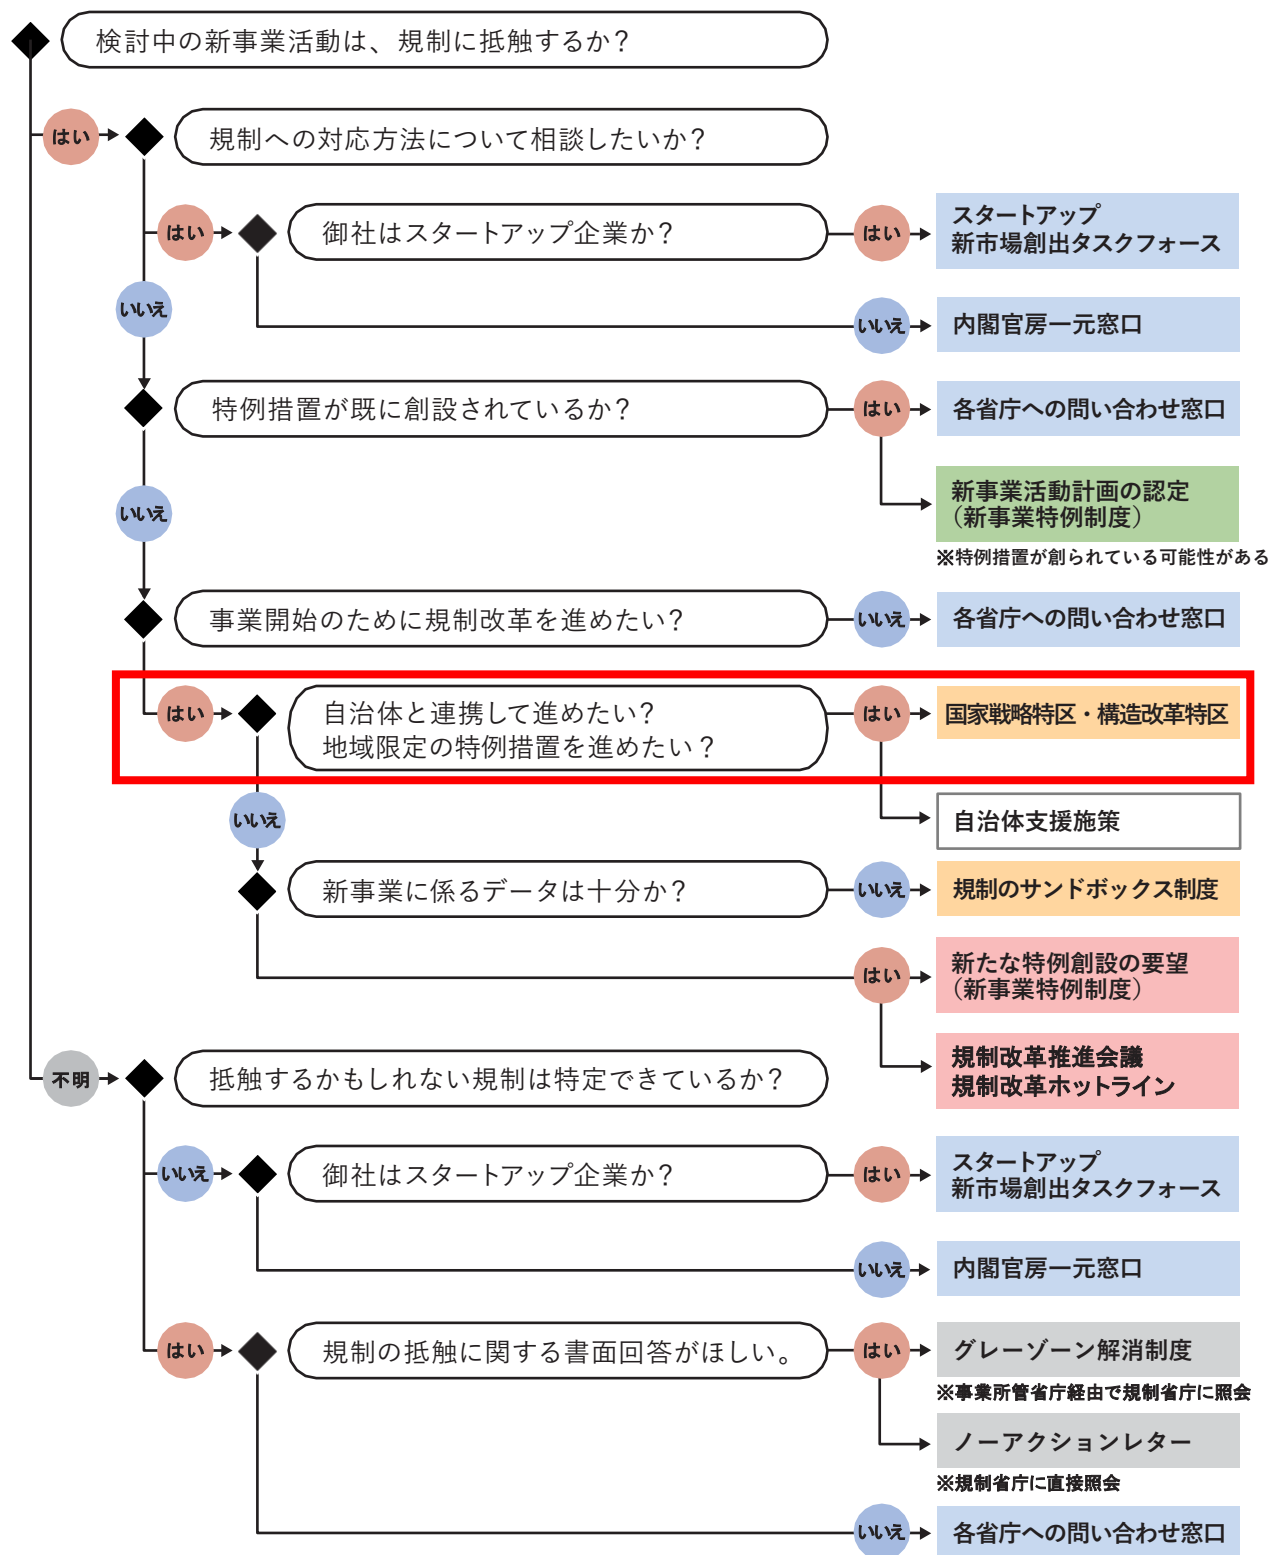 検討中の新事業活動は、規制に抵触するか？
はい
規制への対応方法について相談したいか？
はい
御社はスタートアップ企業か？
はい
スタートアップ
新市場創出タスクフォース
いいえ
いいえ
内閣官房一元窓口
特例措置が既に創設されているか？
はい
各省庁への問い合わせ窓口
新事業活動計画の認定
（新事業特例制度）
※特例措置が創られている可能性がある
いいえ
事業開始のために規制改革を進めたい？
いいえ
各省庁への問い合わせ窓口
はい
自治体と連携して進めたい？
地域限定の特例措置を進めたい？
はい
国家戦略特区・構造改革特区
自治体支援施策
いいえ
新事業に係るデータは十分か？
いいえ
規制のサンドボックス制度
はい
新たな特例創設の要望
（新事業特例制度）
規制改革推進会議
規制改革ホットライン
不明
抵触するかもしれない規制は特定できているか？
いいえ
御社はスタートアップ企業か？
はい
スタートアップ
新市場創出タスクフォース
いいえ
内閣官房一元窓口
はい
規制の抵触に関する書面回答がほしい。
はい
グレーゾーン解消制度
※事業所管省庁経由で規制省庁に照会
ノーアクションレター
※規制省庁に直接照会
いいえ
各省庁への問い合わせ窓口